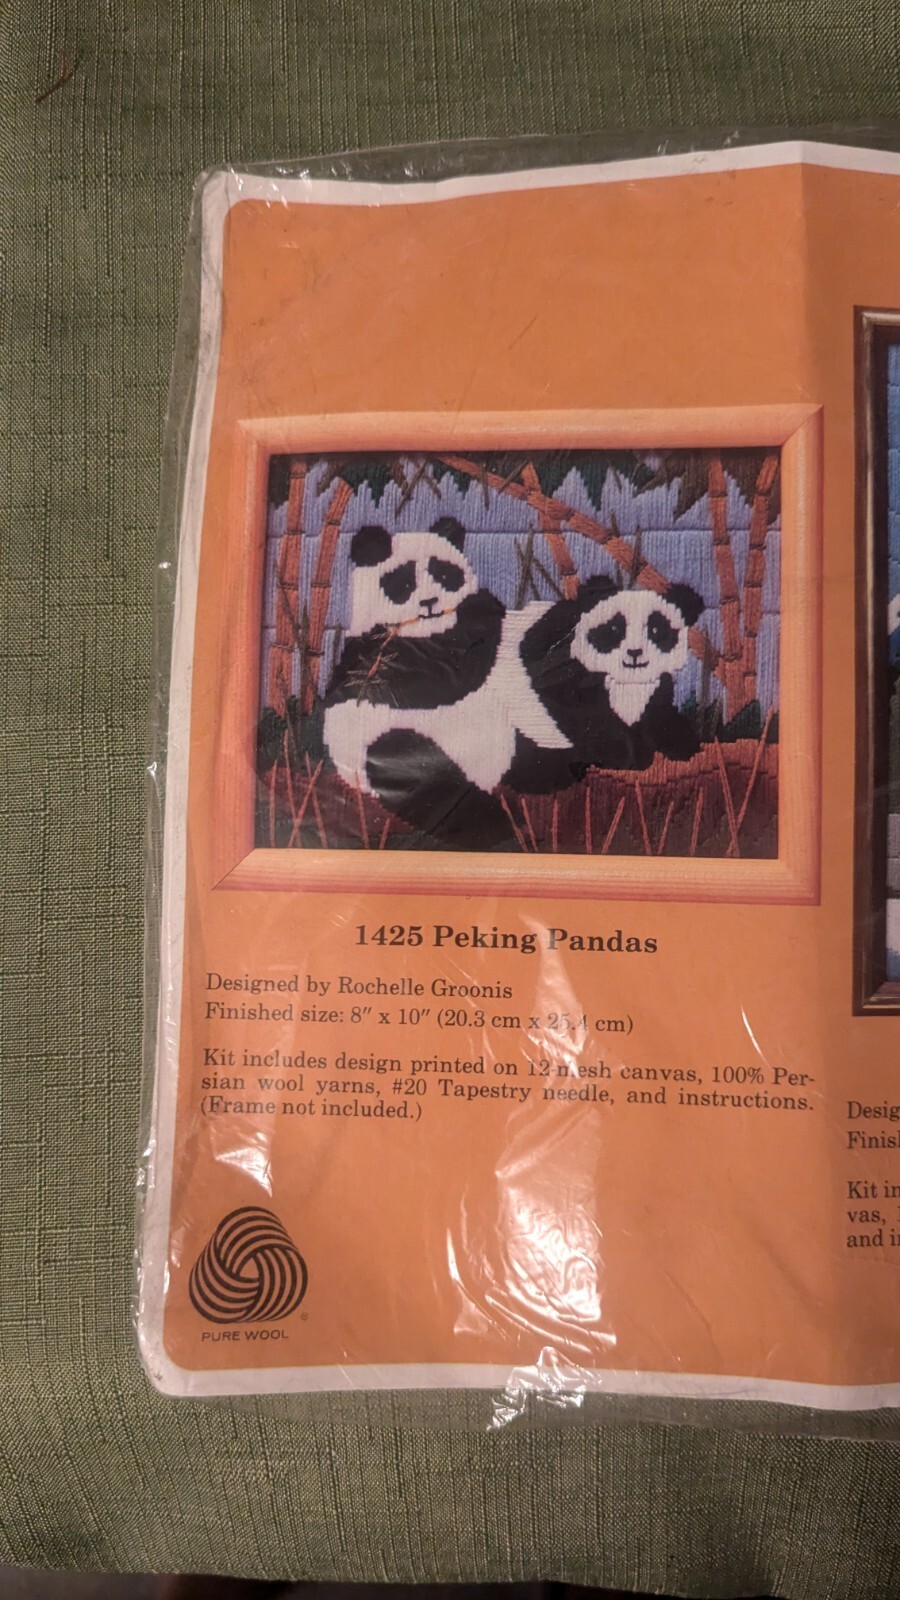 1425 Peking Pandas
Designed by Rochelle Groonis
Finished size: 8″ x 10″ (20.3 cm x 25.4 cm)
Kit includes design printed on 12-mesh canvas, 100% Per-
sian wool yarns, #20 Tapestry needle, and instructions.
(Frame not included.)
®
PURE WOOL
Desig
Finisl
Kit in
vas,
and i